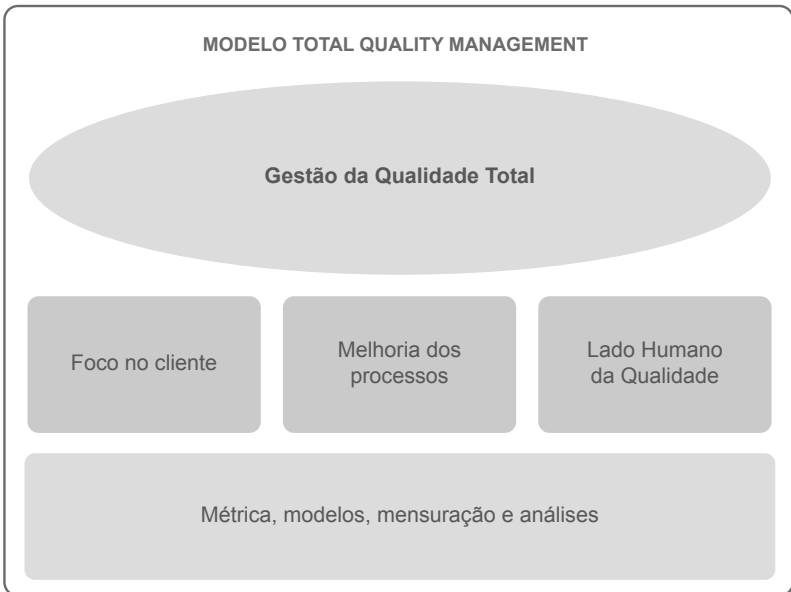 MODELO TOTAL QUALITY MANAGEMENT
Gestão da Qualidade Total
Foco no cliente
Melhoria dos
processos
Lado Humano
da Qualidade
Métrica, modelos, mensuração e análises